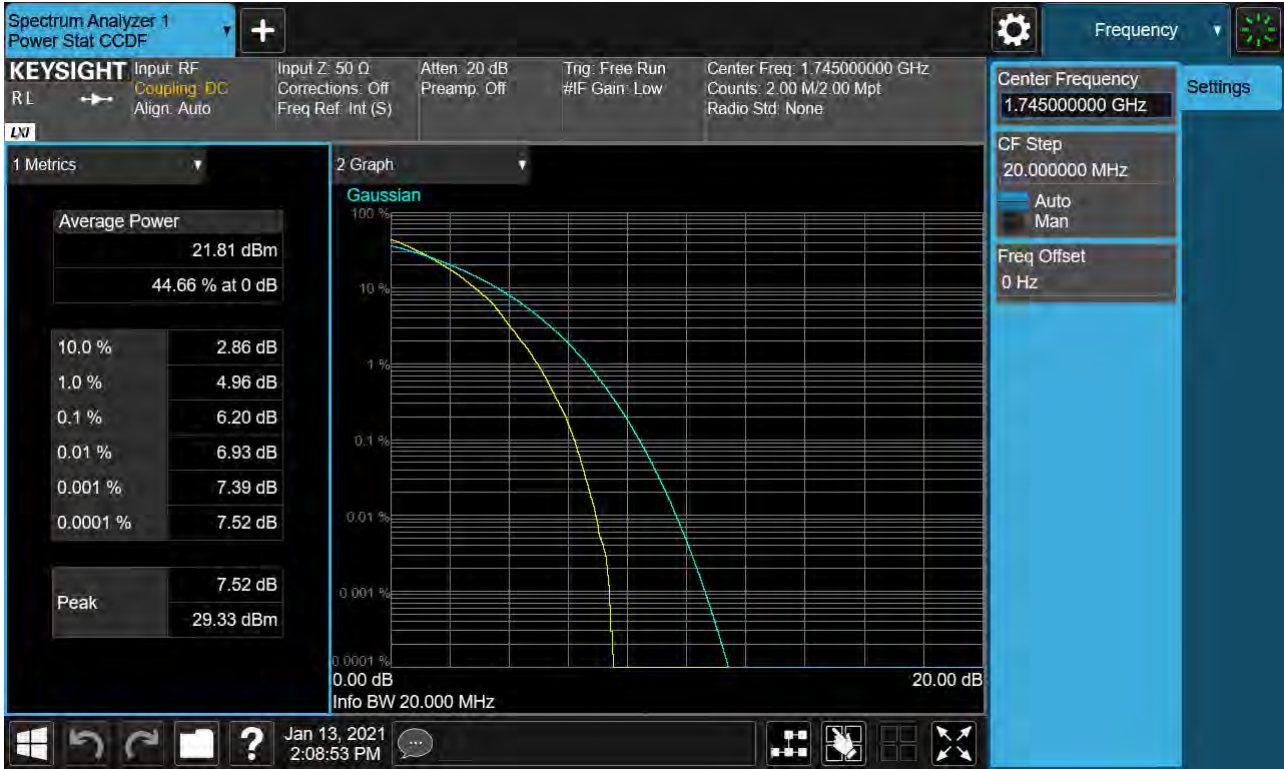 Spectrum Analyzer 1
Power Stat CCDF
+
Frequency
KEYSIGHT
RL
LXI
Input: RF
Coupling: DC
Align: Auto
Input Z: 50 Ω
Corrections: Off
Freq Ref: Int (S)
Atten: 20 dB
Preamp: Off
Trig: Free Run
#IF Gain: Low
Center Freq: 1.745000000 GHz
Counts: 2.00 M/2.00 Mpt
Radio Std: None
1 Metrics
Average Power
21.81 dBm
44.66 % at 0 dB
10.0 % 2.86 dB
1.0 % 4.96 dB
0.1 % 6.20 dB
0.01 % 6.93 dB
0.001 % 7.39 dB
0.0001 % 7.52 dB
Peak
7.52 dB
29.33 dBm
2 Graph
Gaussian
100 %
10 %
1 %
0.1 %
0.01 %
0.001 %
0.0001 %
0.00 dB 20.00 dB
Info BW 20.000 MHz
Center Frequency
1.745000000 GHz
Settings
CF Step
20.000000 MHz
Auto
Man
Freq Offset
0 Hz
?
Jan 13, 2021
2:08:53 PM